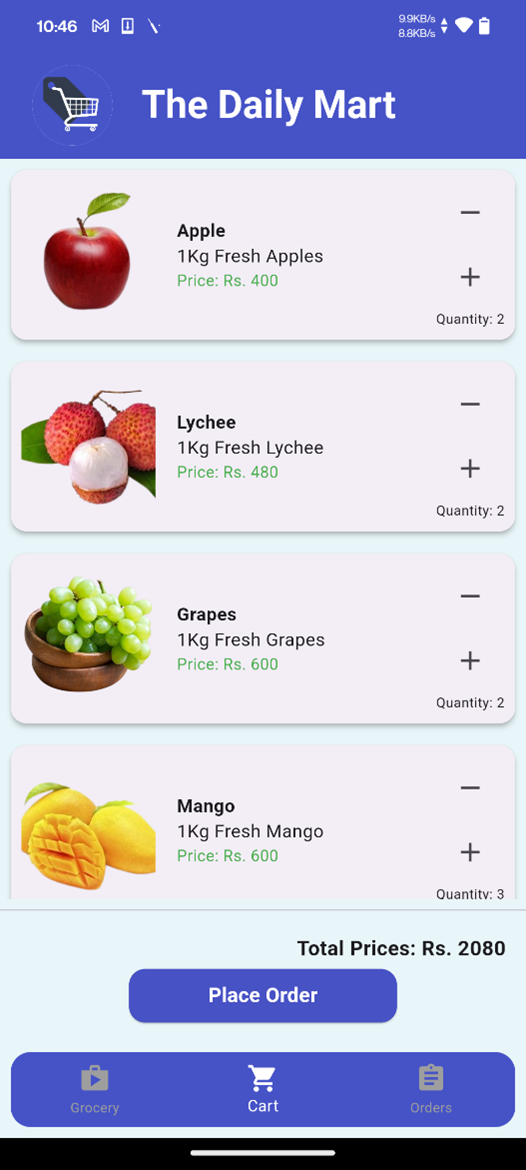 10:46
9.9KB/s
8.8KB/s
The Daily Mart
Apple
1Kg Fresh Apples
Price: Rs. 400
Quantity: 2
Lychee
1Kg Fresh Lychee
Price: Rs. 480
Quantity: 2
Grapes
1Kg Fresh Grapes
Price: Rs. 600
Quantity: 2
Mango
1Kg Fresh Mango
Price: Rs. 600
Quantity: 3
Total Prices: Rs. 2080
Place Order
Grocery
Cart
Orders